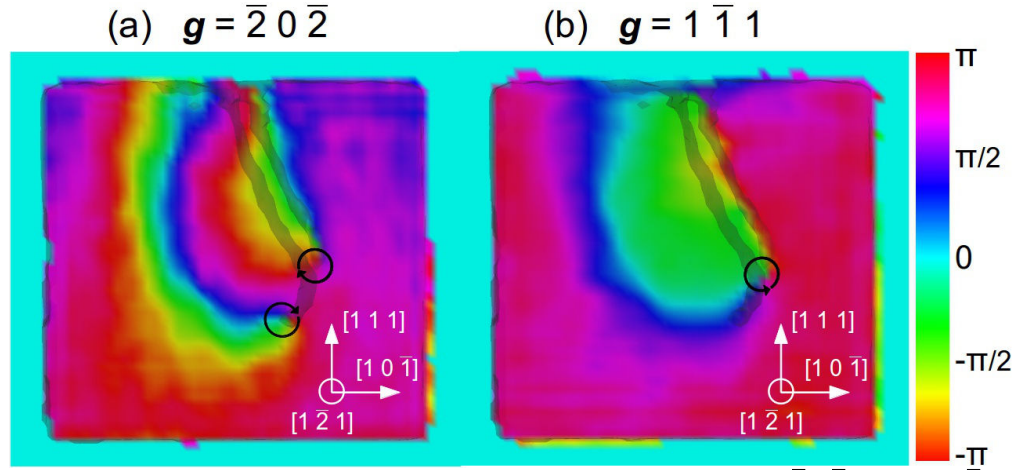 (a) g = 2̅ 0 2̅
(b) g = 1 1̅ 1
π
π/2
0
-π/2
-π
[1 1 1]
[1 0 1̅]
[1 2̅ 1]
[1 1 1]
[1 0 1̅]
[1 2̅ 1]